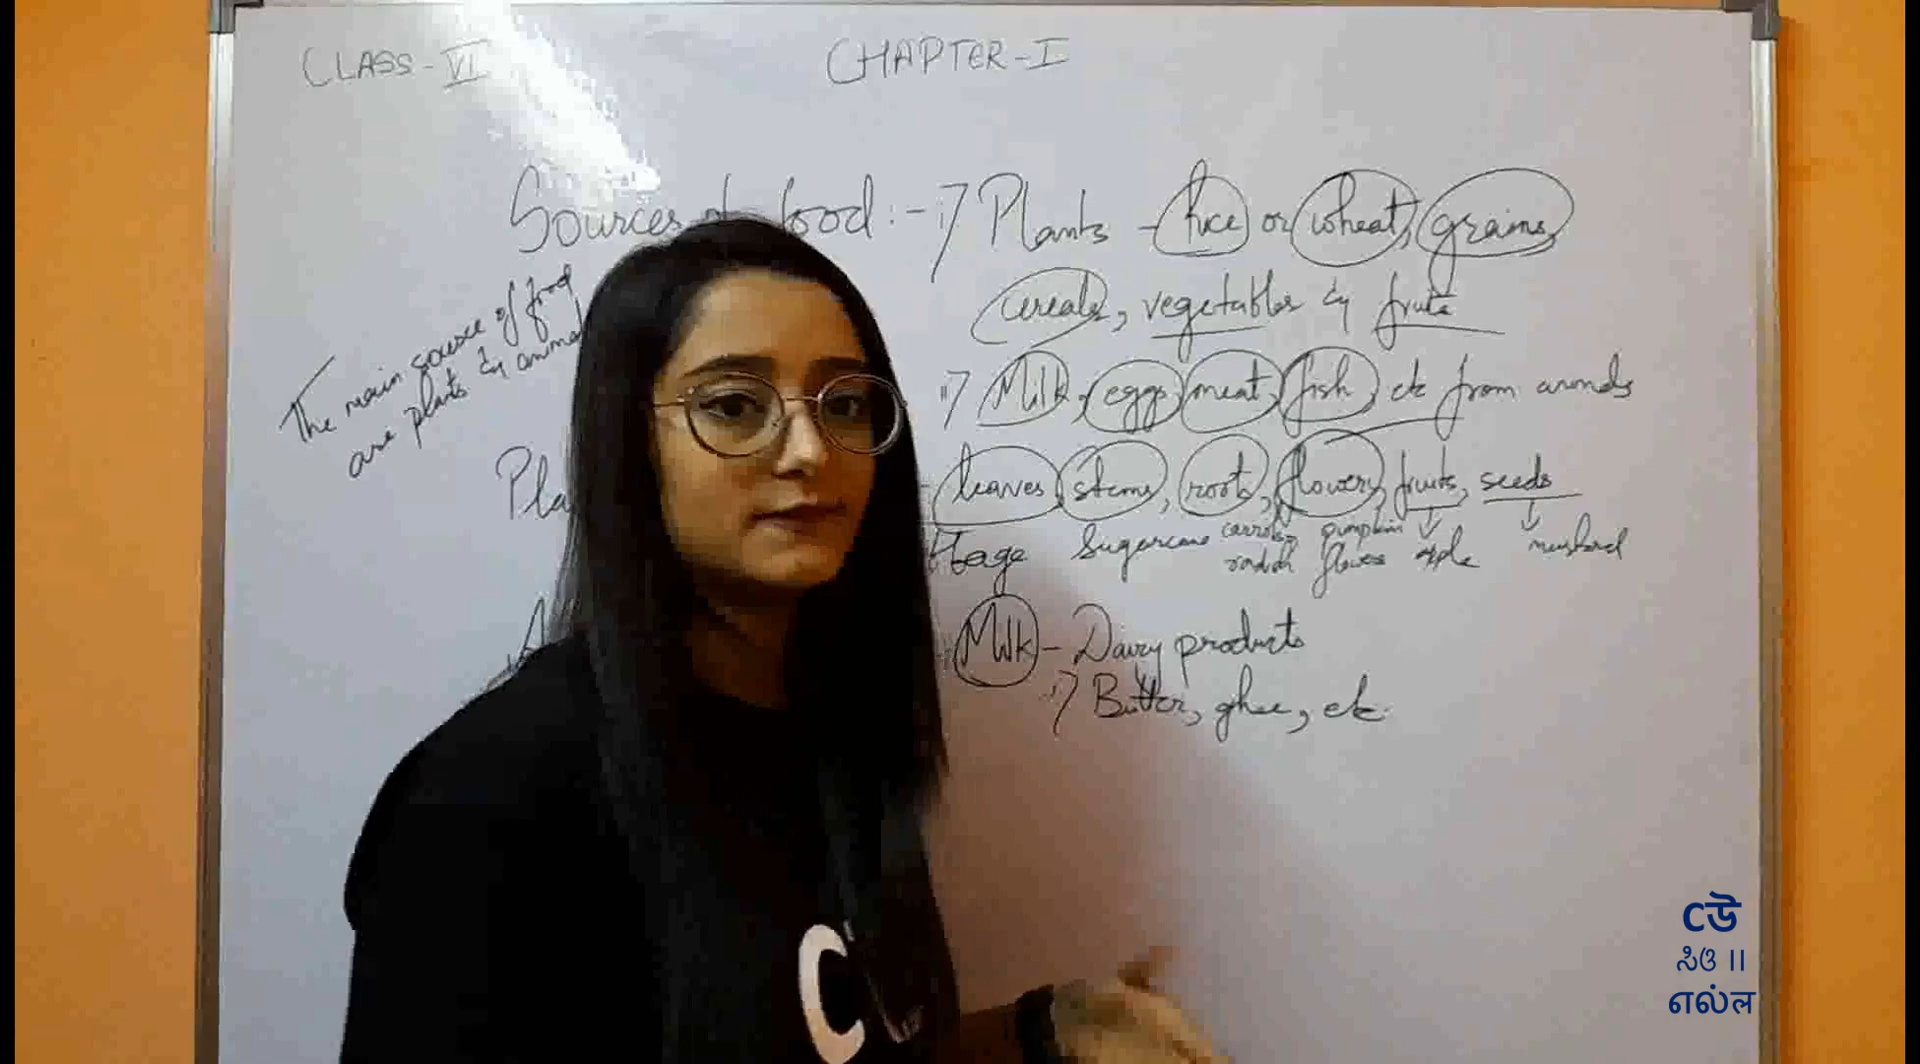 CLASS-VI
CHAPTER-I
Sources of food :- i) Plants - Rice or wheat, grains,
cereals, vegetables & fruits
The main source of food
are plants &
ii) Milk, eggs, meat, fish, etc from animals
leaves, stems, roots, flowers, fruits, seeds
Sugarcane carrots, pumpkin apple mustard
radish flowers
Milk - Dairy products
i) Butter, ghee, etc.
C
Cউ
ಸಿಓ ॥
எல்ல